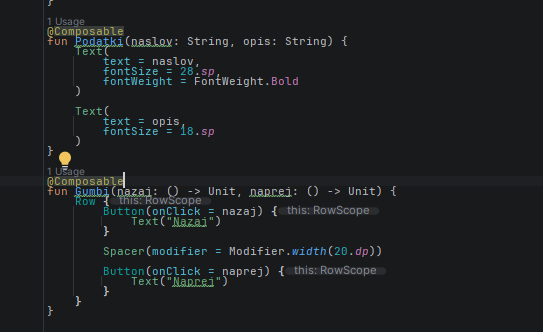 }
1 Usage
@Composable
fun Podatki(naslov: String, opis: String) {
    Text(
        text = naslov,
        fontSize = 28.sp,
        fontWeight = FontWeight.Bold
    )

    Text(
        text = opis,
        fontSize = 18.sp
    )
}
1 Usage
@Composable
fun Gumbi(nazaj: () -> Unit, naprej: () -> Unit) {
    Row { this: RowScope
        Button(onClick = nazaj) { this: RowScope
            Text("Nazaj")
        }

        Spacer(modifier = Modifier.width(20.dp))

        Button(onClick = naprej) { this: RowScope
            Text("Naprej")
        }
    }
}